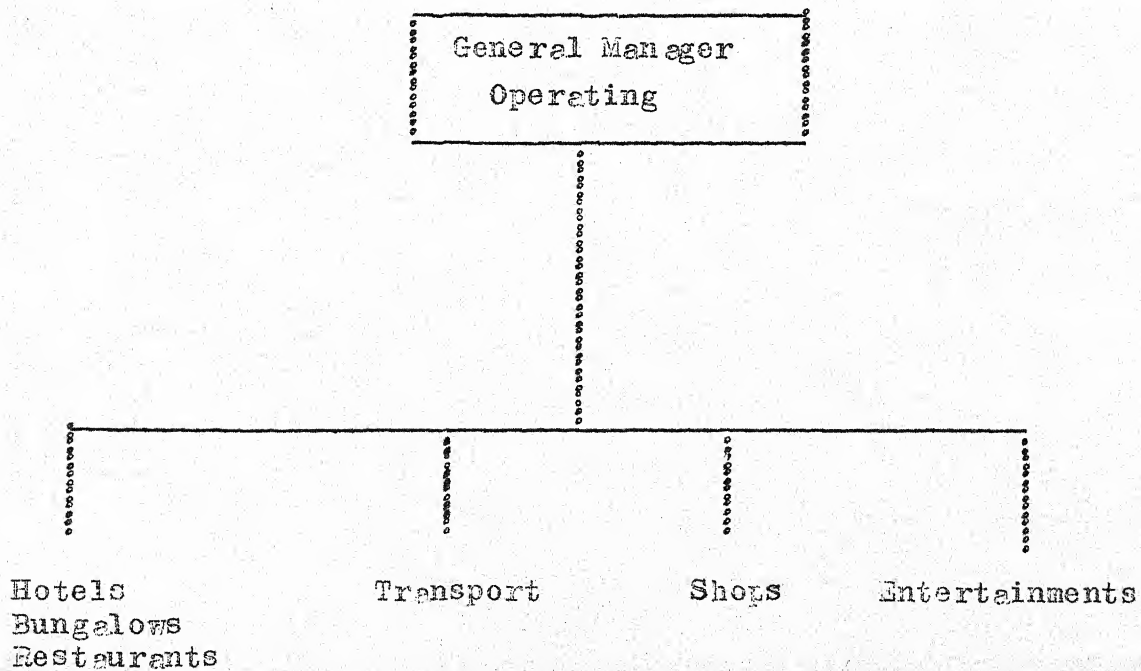 General Manager
Operating
Hotels Transport Shops Entertainments
Bungalows
Restaurants